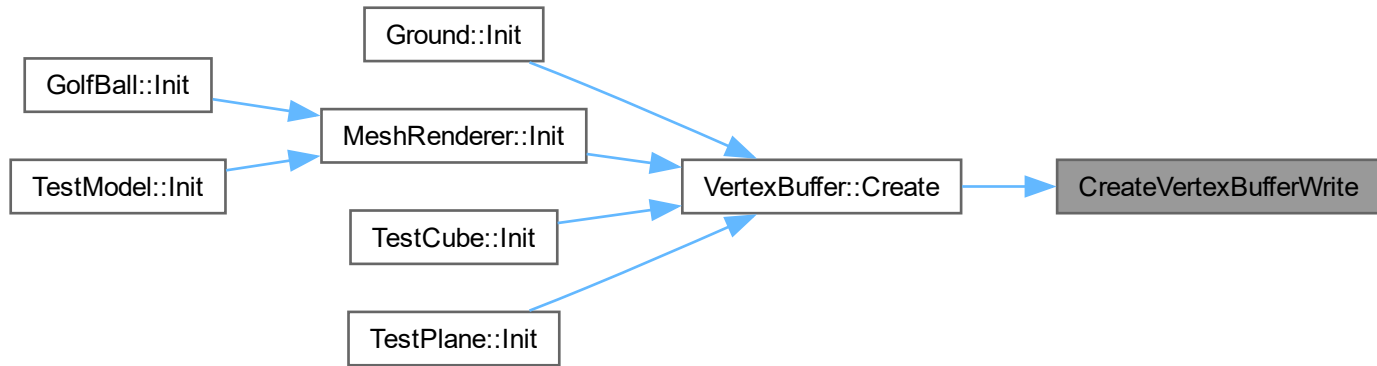 Ground::Init
GolfBall::Init
MeshRenderer::Init
TestModel::Init
VertexBuffer::Create
CreateVertexBufferWrite
TestCube::Init
TestPlane::Init